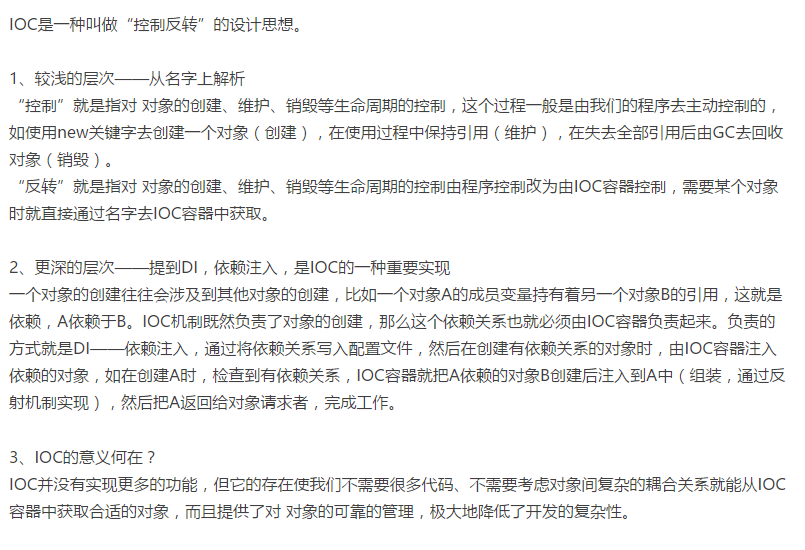 IOC是一种叫做“控制反转”的设计思想。
1、较浅的层次——从名字上解析
“控制”就是指对 对象的创建、维护、销毁等生命周期的控制，这个过程一般是由我们的程序去主动控制的，
如使用new关键字去创建一个对象（创建），在使用过程中保持引用（维护），在失去全部引用后由GC去回收
对象（销毁）。
“反转”就是指对 对象的创建、维护、销毁等生命周期的控制由程序控制改为由IOC容器控制，需要某个对象
时就直接通过名字去IOC容器中获取。
2、更深的层次——提到DI，依赖注入，是IOC的一种重要实现
一个对象的创建往往会涉及到其他对象的创建，比如一个对象A的成员变量持有着另一个对象B的引用，这就是
依赖，A依赖于B。IOC机制既然负责了对象的创建，那么这个依赖关系也就必须由IOC容器负责起来。负责的
方式就是DI——依赖注入，通过将依赖关系写入配置文件，然后在创建有依赖关系的对象时，由IOC容器注入
依赖的对象，如在创建A时，检查到有依赖关系，IOC容器就把A依赖的对象B创建后注入到A中（组装，通过反
射机制实现），然后把A返回给对象请求者，完成工作。
3、IOC的意义何在？
IOC并没有实现更多的功能，但它的存在使我们不需要很多代码、不需要考虑对象间复杂的耦合关系就能从IOC
容器中获取合适的对象，而且提供了对 对象的可靠的管理，极大地降低了开发的复杂性。